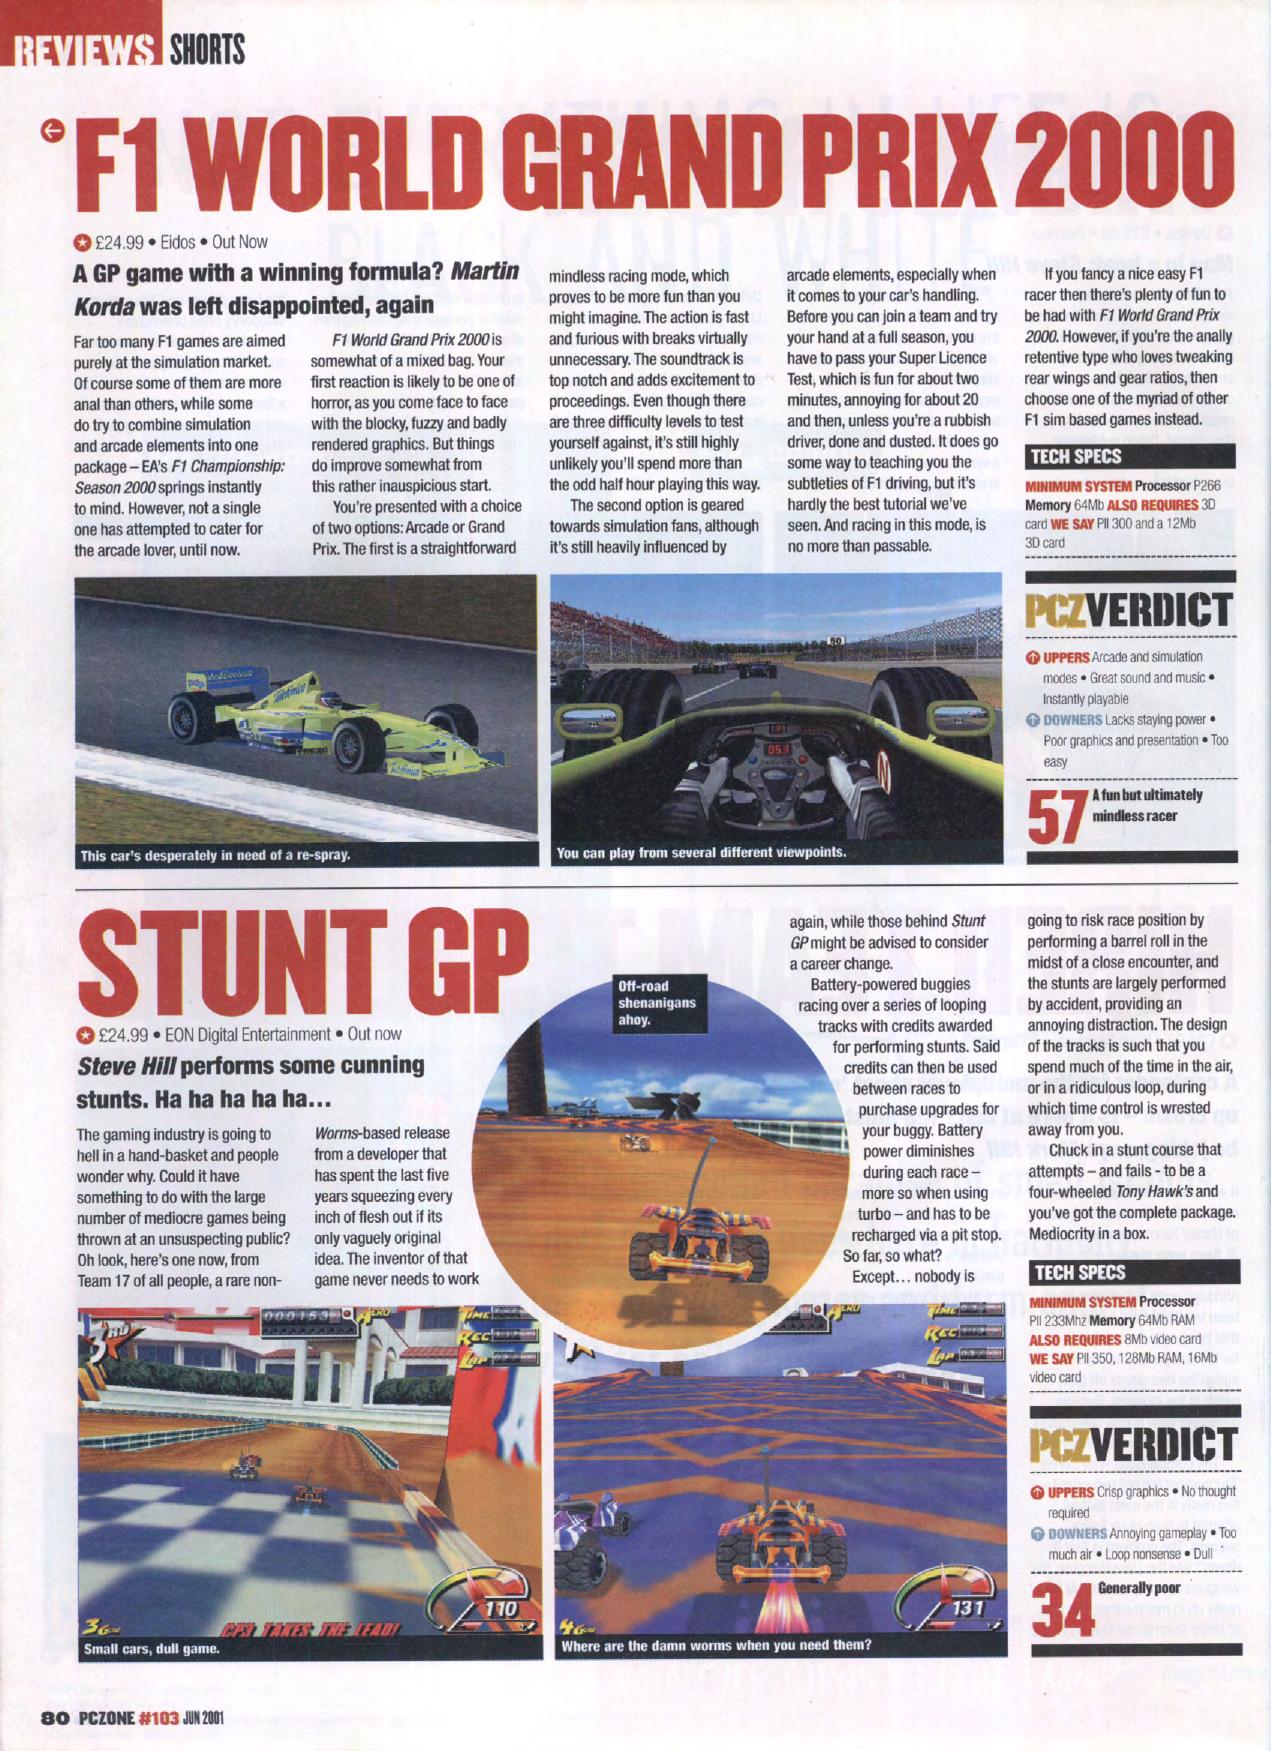 REVIEWS SHORTS
F1 WORLD GRAND PRIX 2000
£24.99 • Eidos • Out Now
A GP game with a winning formula? Martin
Korda was left disappointed, again
Far too many F1 games are aimed
purely at the simulation market.
Of course some of them are more
anal than others, while some
do try to combine simulation
and arcade elements into one
package – EA's F1 Championship:
Season 2000 springs instantly
to mind. However, not a single
one has attempted to cater for
the arcade lover, until now.
F1 World Grand Prix 2000 is
somewhat of a mixed bag. Your
first reaction is likely to be one of
horror, as you come face to face
with the blocky, fuzzy and badly
rendered graphics. But things
do improve somewhat from
this rather inauspicious start.
You're presented with a choice
of two options: Arcade or Grand
Prix. The first is a straightforward
mindless racing mode, which
proves to be more fun than you
might imagine. The action is fast
and furious with breaks virtually
unnecessary. The soundtrack is
top notch and adds excitement to
proceedings. Even though there
are three difficulty levels to test
yourself against, it's still highly
unlikely you'll spend more than
the odd half hour playing this way.
The second option is geared
towards simulation fans, although
it's still heavily influenced by
arcade elements, especially when
it comes to your car's handling.
Before you can join a team and try
your hand at a full season, you
have to pass your Super Licence
Test, which is fun for about two
minutes, annoying for about 20
and then, unless you're a rubbish
driver, done and dusted. It does go
some way to teaching you the
subtleties of F1 driving, but it's
hardly the best tutorial we've
seen. And racing in this mode, is
no more than passable.
If you fancy a nice easy F1
racer then there's plenty of fun to
be had with F1 World Grand Prix
2000. However, if you're the anally
retentive type who loves tweaking
rear wings and gear ratios, then
choose one of the myriad of other
F1 sim based games instead.
TECH SPECS
MINIMUM SYSTEM Processor P266
Memory 64Mb ALSO REQUIRES 3D
card WE SAY PII 300 and a 12Mb
3D card
PCZVERDICT
UPPERS Arcade and simulation
modes • Great sound and music •
Instantly playable
DOWNERS Lacks staying power •
Poor graphics and presentation • Too
easy
57 A fun but ultimately
mindless racer
Telefónica
Telefónica
This car's desperately in need of a re-spray.
50
You can play from several different viewpoints.
STUNT GP
£24.99 • EON Digital Entertainment • Out now
Steve Hill performs some cunning
stunts. Ha ha ha ha ha...
The gaming industry is going to
hell in a hand-basket and people
wonder why. Could it have
something to do with the large
number of mediocre games being
thrown at an unsuspecting public?
Oh look, here's one now, from
Team 17 of all people, a rare non-
Worms-based release
from a developer that
has spent the last five
years squeezing every
inch of flesh out if its
only vaguely original
idea. The inventor of that
game never needs to work
Off-road
shenanigans
ahoy.
again, while those behind Stunt
GP might be advised to consider
a career change.
Battery-powered buggies
racing over a series of looping
tracks with credits awarded
for performing stunts. Said
credits can then be used
between races to
purchase upgrades for
your buggy. Battery
power diminishes
during each race –
more so when using
turbo – and has to be
recharged via a pit stop.
So far, so what?
Except... nobody is
going to risk race position by
performing a barrel roll in the
midst of a close encounter, and
the stunts are largely performed
by accident, providing an
annoying distraction. The design
of the tracks is such that you
spend much of the time in the air,
or in a ridiculous loop, during
which time control is wrested
away from you.
Chuck in a stunt course that
attempts – and fails - to be a
four-wheeled Tony Hawk's and
you've got the complete package.
Mediocrity in a box.
TECH SPECS
MINIMUM SYSTEM Processor
PII 233Mhz Memory 64Mb RAM
ALSO REQUIRES 8Mb video card
WE SAY PII 350, 128Mb RAM, 16Mb
video card
PCZVERDICT
UPPERS Crisp graphics • No thought
required
DOWNERS Annoying gameplay • Too
much air • Loop nonsense • Dull
34 Generally poor
3RD
000153
AERO
TIME
REC
LAP
110
CP3 TAKES THE LEAD!
Small cars, dull game.
AERO
TIME
REC
LAP
131
Where are the damn worms when you need them?
80 PCZONE #103 JUN 2001